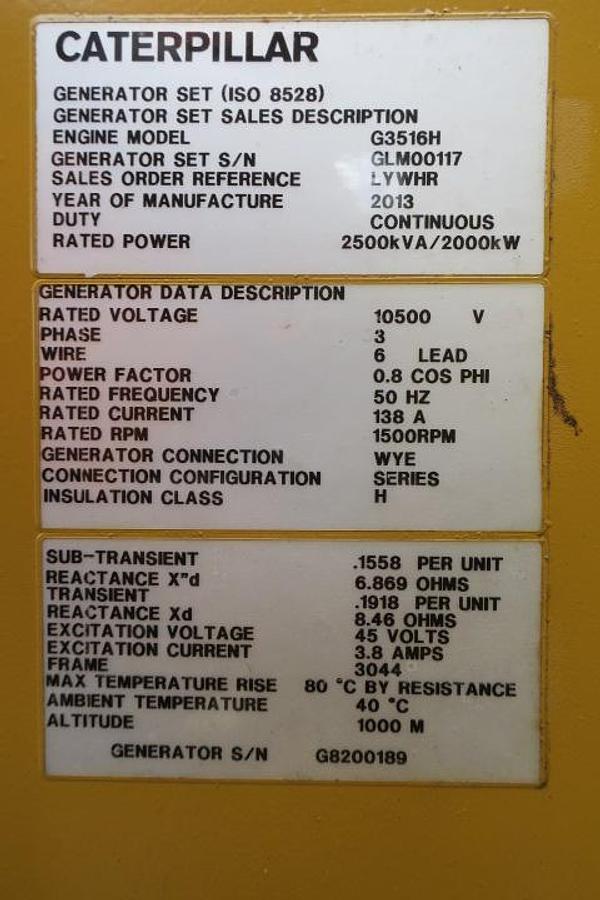 CATERPILLAR
GENERATOR SET (ISO 8528)
GENERATOR SET SALES DESCRIPTION
ENGINE MODEL G3516H
GENERATOR SET S/N GLM00117
SALES ORDER REFERENCE LYWHR
YEAR OF MANUFACTURE 2013
DUTY CONTINUOUS
RATED POWER 2500kVA/2000kW
GENERATOR DATA DESCRIPTION
RATED VOLTAGE 10500 V
PHASE 3
WIRE 6 LEAD
POWER FACTOR 0.8 COS PHI
RATED FREQUENCY 50 HZ
RATED CURRENT 138 A
RATED RPM 1500RPM
GENERATOR CONNECTION WYE
CONNECTION CONFIGURATION SERIES
INSULATION CLASS H
SUB-TRANSIENT .1558 PER UNIT
REACTANCE X"d 6.869 OHMS
TRANSIENT .1918 PER UNIT
REACTANCE Xd 8.46 OHMS
EXCITATION VOLTAGE 45 VOLTS
EXCITATION CURRENT 3.8 AMPS
FRAME 3044
MAX TEMPERATURE RISE 80 °C BY RESISTANCE
AMBIENT TEMPERATURE 40 °C
ALTITUDE 1000 M
GENERATOR S/N G8200189